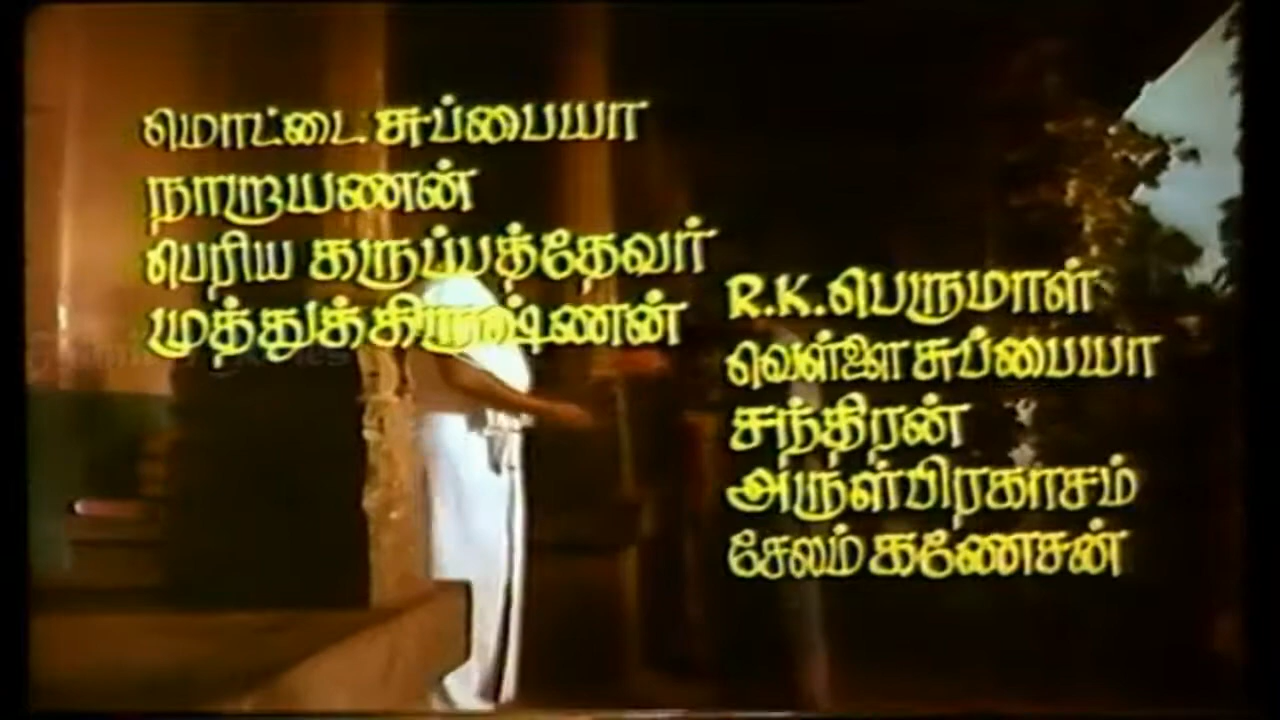 மொட்டை சுப்பையா
நாராயணன்
பெரிய கருப்பத்தேவர்
முத்துக்கிருஷ்ணன்
R.K.பெருமாள்
வெள்ளை சுப்பையா
சந்திரன்
அருள்பிரகாசம்
சேலம் கணேசன்